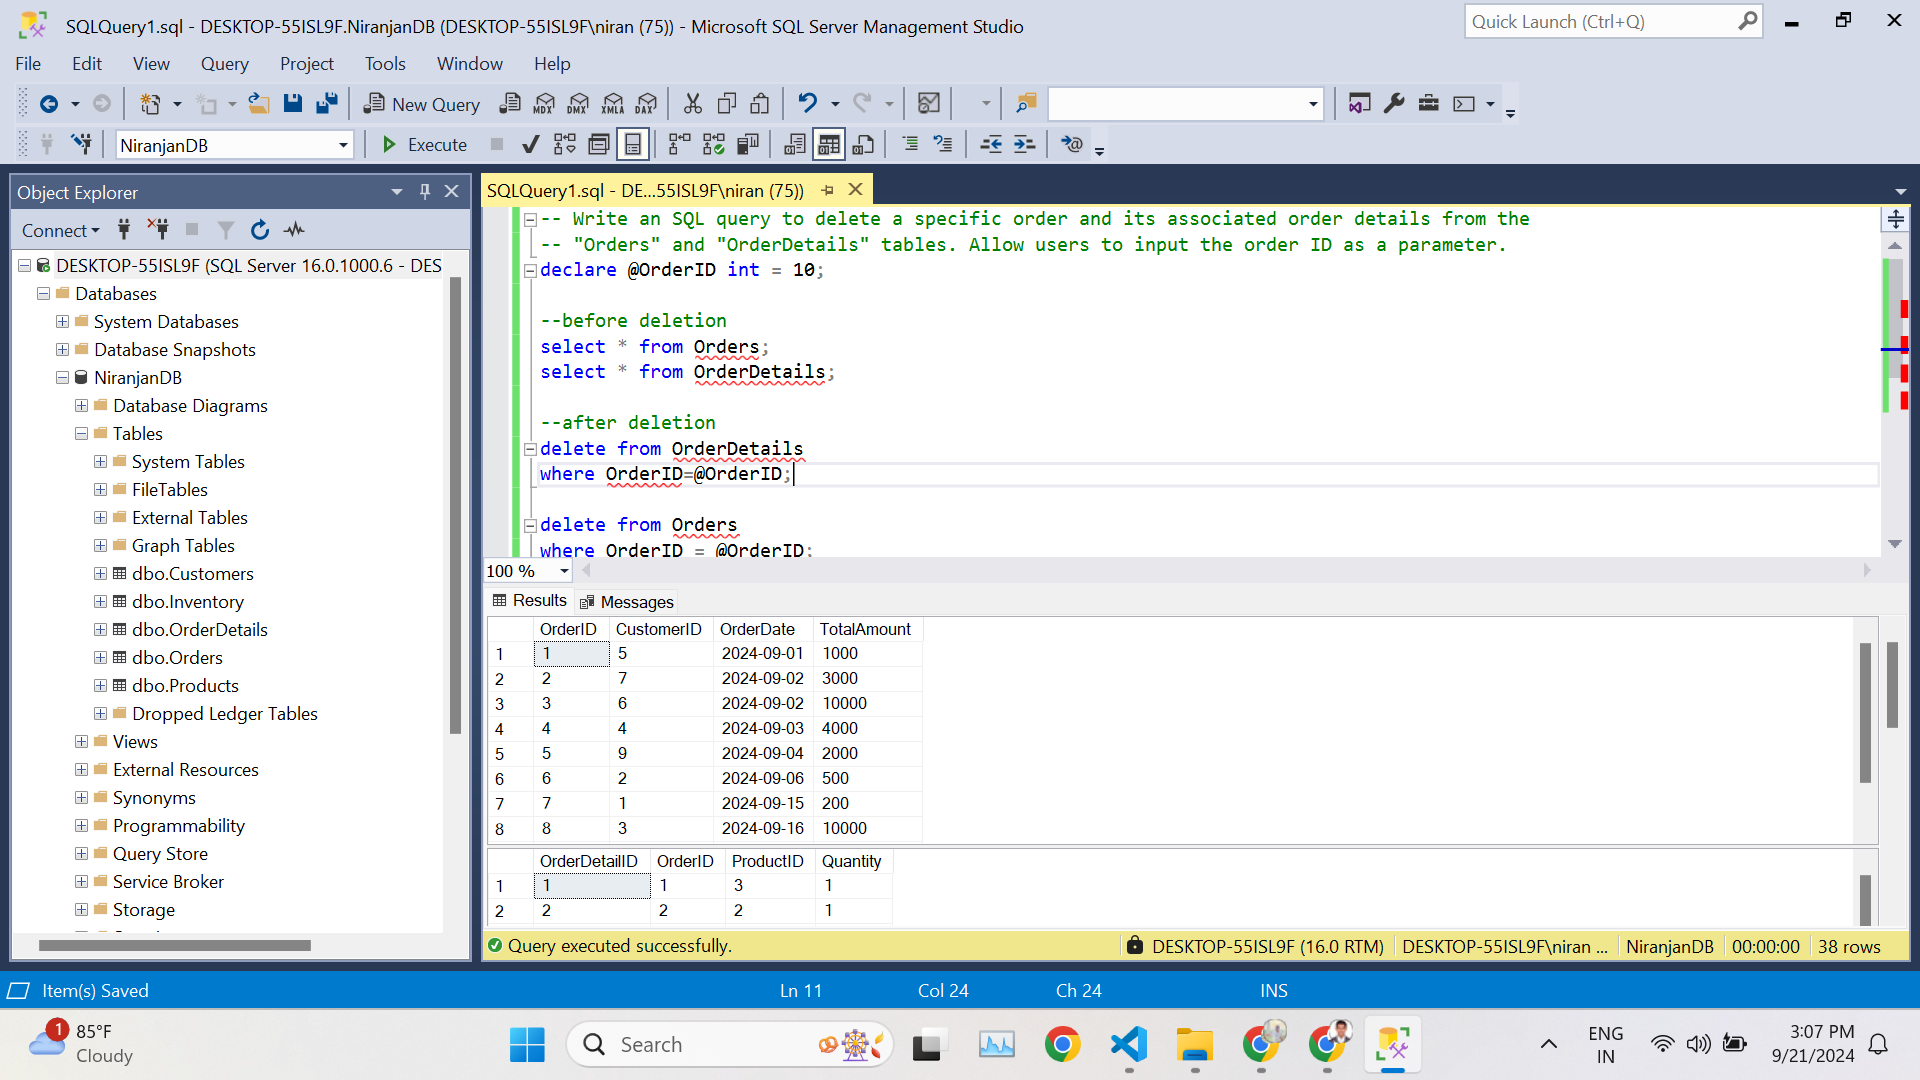 SQLQuery1.sql - DESKTOP-55ISL9F.NiranjanDB (DESKTOP-55ISL9F\niran (75)) - Microsoft SQL Server Management Studio
Quick Launch (Ctrl+Q)
File Edit View Query Project Tools Window Help
New Query MDX DMX XMLA DAX
NiranjanDB Execute
Object Explorer
Connect
DESKTOP-55ISL9F (SQL Server 16.0.1000.6 - DES
Databases
System Databases
Database Snapshots
NiranjanDB
Database Diagrams
Tables
System Tables
FileTables
External Tables
Graph Tables
dbo.Customers
dbo.Inventory
dbo.OrderDetails
dbo.Orders
dbo.Products
Dropped Ledger Tables
Views
External Resources
Synonyms
Programmability
Query Store
Service Broker
Storage
SQLQuery1.sql - DE...55ISL9F\niran (75))
-- Write an SQL query to delete a specific order and its associated order details from the
-- "Orders" and "OrderDetails" tables. Allow users to input the order ID as a parameter.
declare @OrderID int = 10;
--before deletion
select * from Orders;
select * from OrderDetails;
--after deletion
delete from OrderDetails
where OrderID=@OrderID;
delete from Orders
where OrderID = @OrderID;
100 %
Results Messages
OrderID CustomerID OrderDate TotalAmount
1 1 5 2024-09-01 1000
2 2 7 2024-09-02 3000
3 3 6 2024-09-02 10000
4 4 4 2024-09-03 4000
5 5 9 2024-09-04 2000
6 6 2 2024-09-06 500
7 7 1 2024-09-15 200
8 8 3 2024-09-16 10000
OrderDetailID OrderID ProductID Quantity
1 1 1 3 1
2 2 2 2 1
Query executed successfully. DESKTOP-55ISL9F (16.0 RTM) DESKTOP-55ISL9F\niran ... NiranjanDB 00:00:00 38 rows
Item(s) Saved Ln 11 Col 24 Ch 24 INS
1 85°F
Cloudy
Search
ENG
IN
3:07 PM
9/21/2024